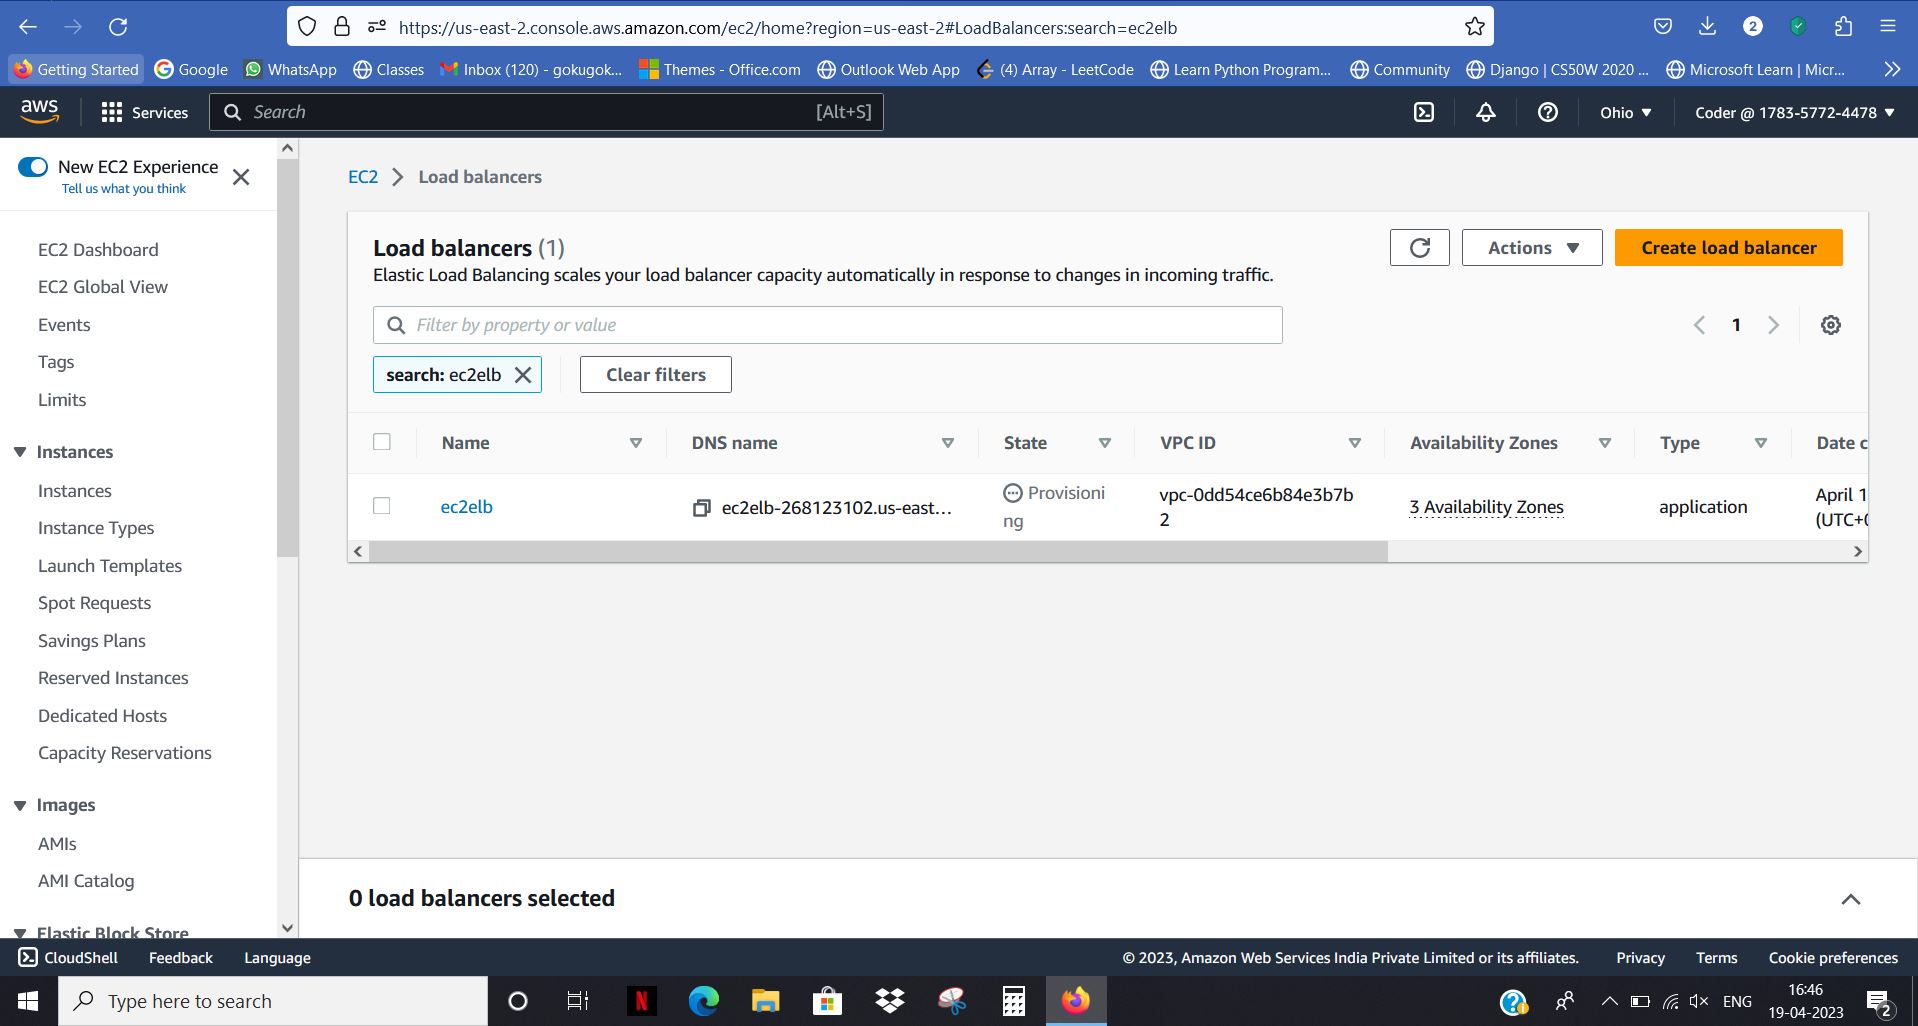 https://us-east-2.console.aws.amazon.com/ec2/home?region=us-east-2#LoadBalancers:search=ec2elb
2
Getting Started
Google
WhatsApp
Classes
Inbox (120) - gokugok...
Themes - Office.com
Outlook Web App
(4) Array - LeetCode
Learn Python Program...
Community
Django | CS50W 2020 ...
Microsoft Learn | Micr...
aws
Services
Search
[Alt+S]
Ohio
Coder @ 1783-5772-4478
New EC2 Experience
Tell us what you think
EC2 Dashboard
EC2 Global View
Events
Tags
Limits
Instances
Instances
Instance Types
Launch Templates
Spot Requests
Savings Plans
Reserved Instances
Dedicated Hosts
Capacity Reservations
Images
AMIs
AMI Catalog
Elastic Block Store
EC2
Load balancers
Load balancers (1)
Elastic Load Balancing scales your load balancer capacity automatically in response to changes in incoming traffic.
Actions
Create load balancer
Filter by property or value
1
search: ec2elb
Clear filters
Name
DNS name
State
VPC ID
Availability Zones
Type
Date c
ec2elb
ec2elb-268123102.us-east...
Provisioni
ng
vpc-0dd54ce6b84e3b7b
2
3 Availability Zones
application
April 1
(UTC+0
0 load balancers selected
CloudShell
Feedback
Language
© 2023, Amazon Web Services India Private Limited or its affiliates.
Privacy
Terms
Cookie preferences
Type here to search
N
ENG
16:46
19-04-2023
2